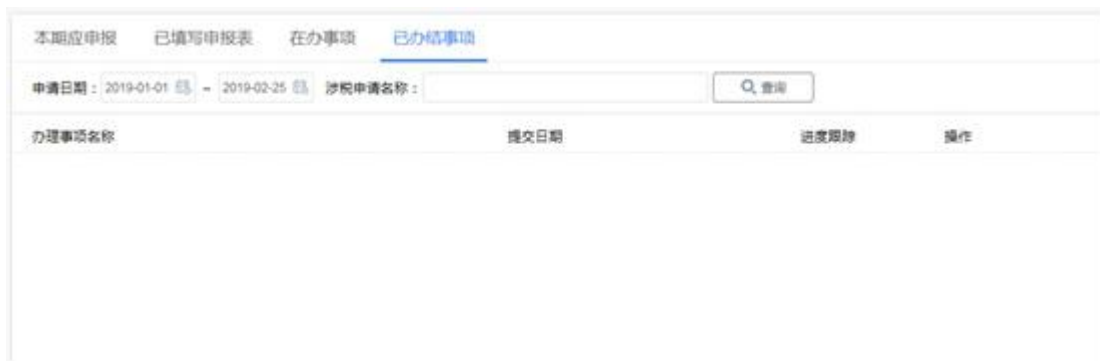 本期应申报 已填写申报表 在办事项 已办结事项
申请日期：2019-01-01 - 2019-02-25 涉税申请名称： 查询
办理事项名称 提交日期 进度跟踪 操作